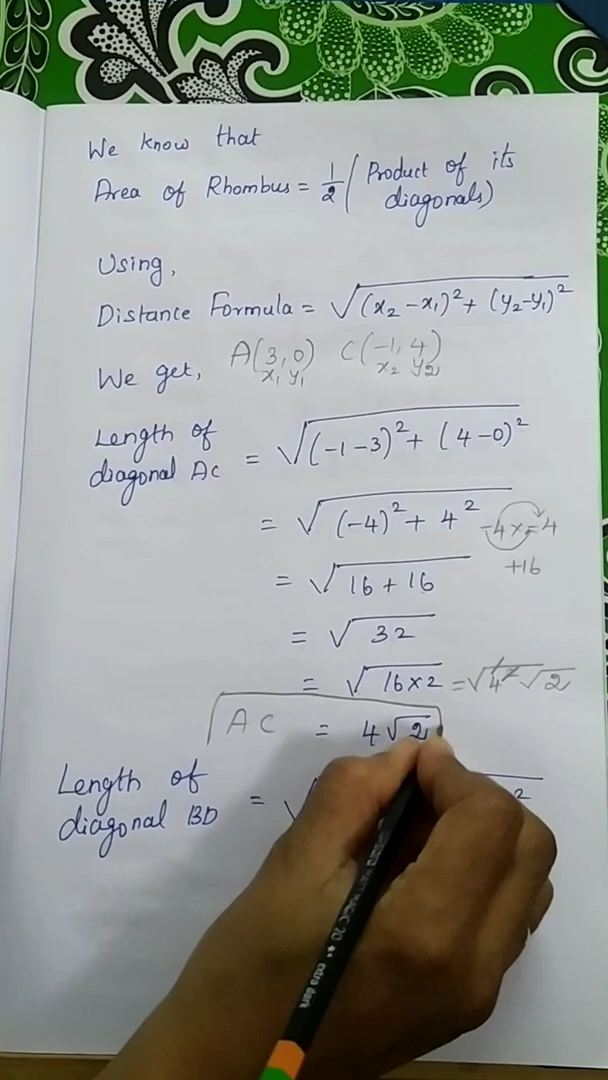 We know that
Area of Rhombus = 1/2 (Product of its diagonals)
Using,
Distance Formula = √((x₂ - x₁)² + (y₂ - y₁)²)
We get, A(3, 0) C(-1, 4)
x₁ y₁ x₂ y₂
Length of diagonal AC = √((-1-3)² + (4-0)²)
= √((-4)² + 4²) -4×-4
+16
= √(16 + 16)
= √32
= √(16×2) = √4² √2
AC = 4√2
Length of diagonal BD = √ ²